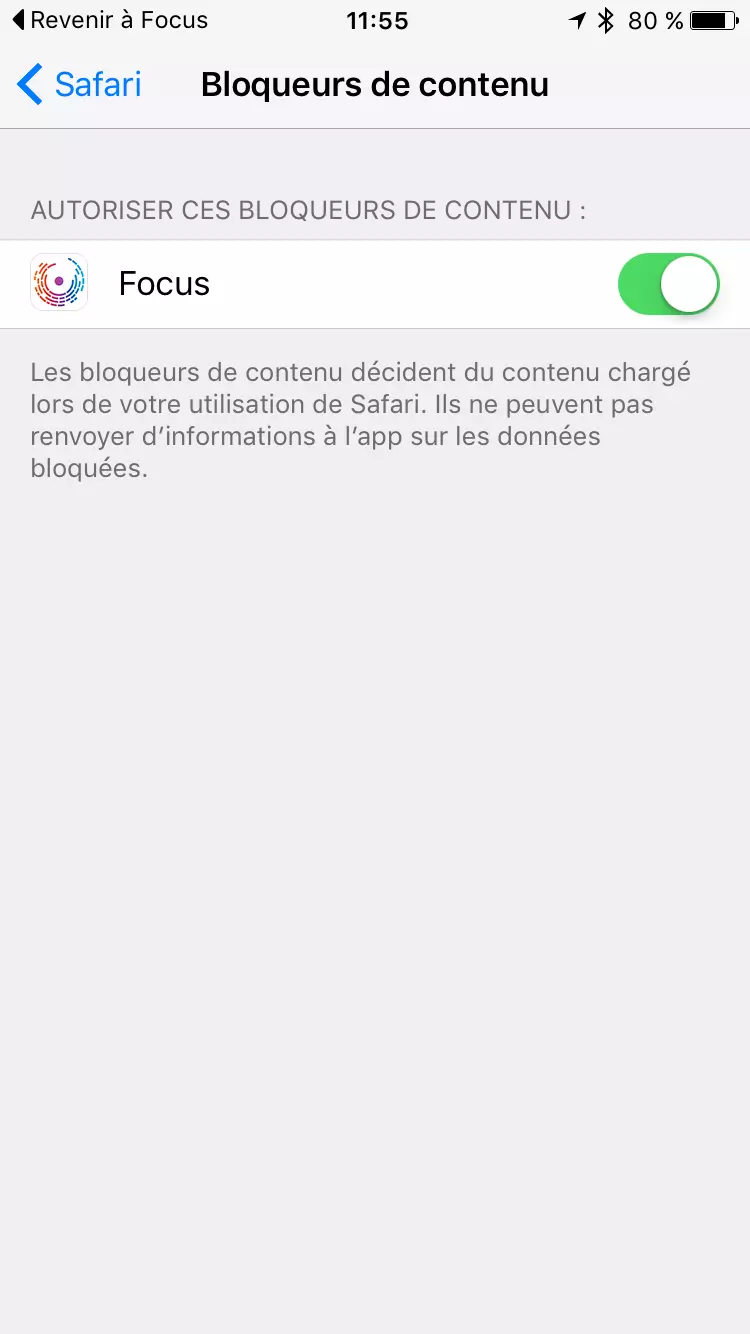 Revenir à Focus 11:55 80 %
Safari Bloqueurs de contenu
AUTORISER CES BLOQUEURS DE CONTENU :
Focus
Les bloqueurs de contenu décident du contenu chargé
lors de votre utilisation de Safari. Ils ne peuvent pas
renvoyer d’informations à l’app sur les données
bloquées.